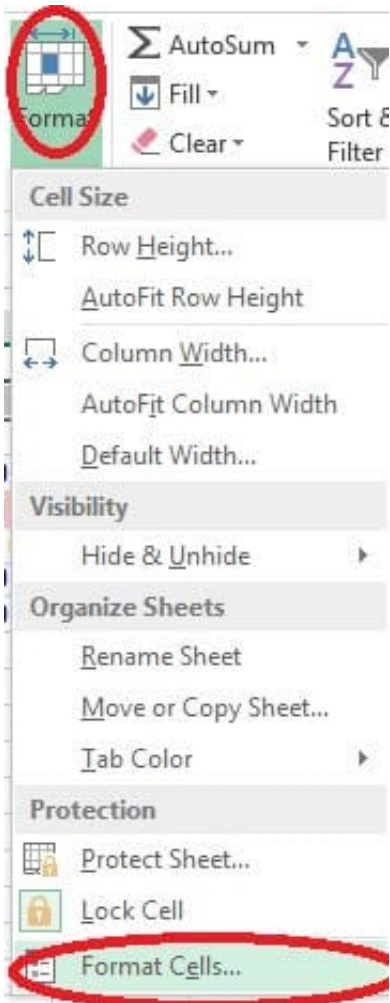 AutoSum
Fill
Clear
Format
Sort &
Filter
Cell Size
Row Height...
AutoFit Row Height
Column Width...
AutoFit Column Width
Default Width...
Visibility
Hide & Unhide
Organize Sheets
Rename Sheet
Move or Copy Sheet...
Tab Color
Protection
Protect Sheet...
Lock Cell
Format Cells...